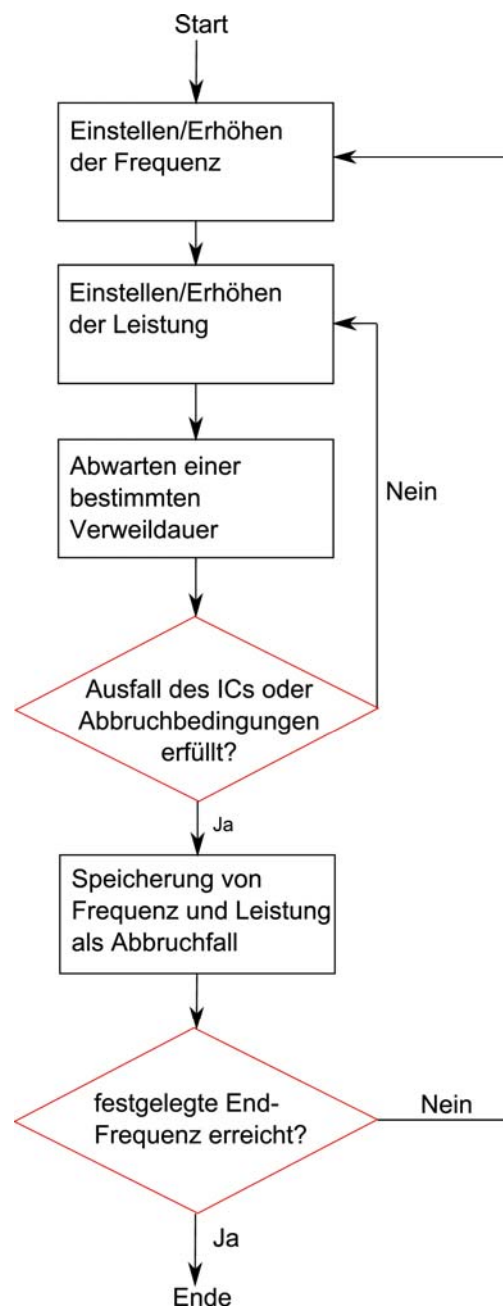 Start
Einstellen/Erhöhen
der Frequenz
Einstellen/Erhöhen
der Leistung
Abwarten einer
bestimmten
Verweildauer
Nein
Ausfall des ICs oder
Abbruchbedingungen
erfüllt?
Ja
Speicherung von
Frequenz und Leistung
als Abbruchfall
festgelegte End-
Frequenz erreicht?
Nein
Ja
Ende